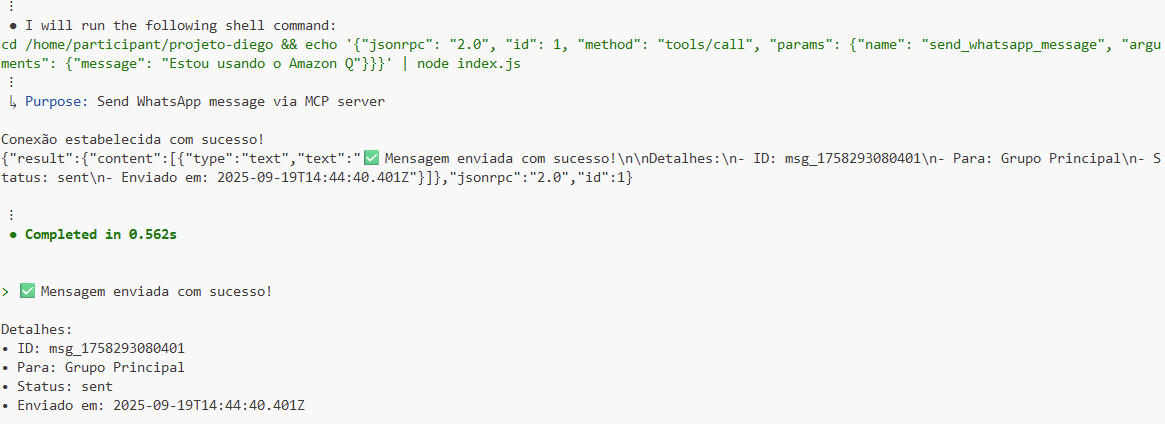 ⋮
● I will run the following shell command:
cd /home/participant/projeto-diego && echo '{"jsonrpc": "2.0", "id": 1, "method": "tools/call", "params": {"name": "send_whatsapp_message", "argu
ments": {"message": "Estou usando o Amazon Q"}}}' | node index.js
⋮
↳ Purpose: Send WhatsApp message via MCP server
Conexão estabelecida com sucesso!
{"result":{"content":[{"type":"text","text":"✅ Mensagem enviada com sucesso!\n\nDetalhes:\n- ID: msg_1758293080401\n- Para: Grupo Principal\n- S
tatus: sent\n- Enviado em: 2025-09-19T14:44:40.401Z"}]},"jsonrpc":"2.0","id":1}
⋮
● Completed in 0.562s
> ✅ Mensagem enviada com sucesso!
Detalhes:
• ID: msg_1758293080401
• Para: Grupo Principal
• Status: sent
• Enviado em: 2025-09-19T14:44:40.401Z